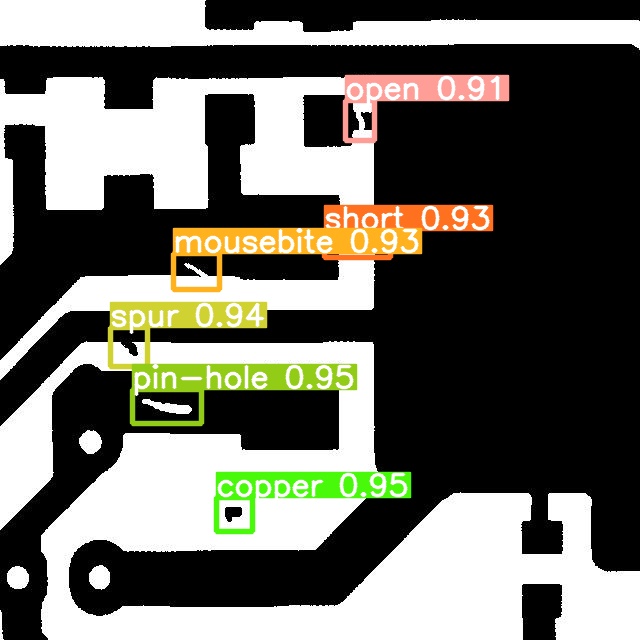 open 0.91
short 0.93
mousebite 0.93
spur 0.94
pin-hole 0.95
copper 0.95